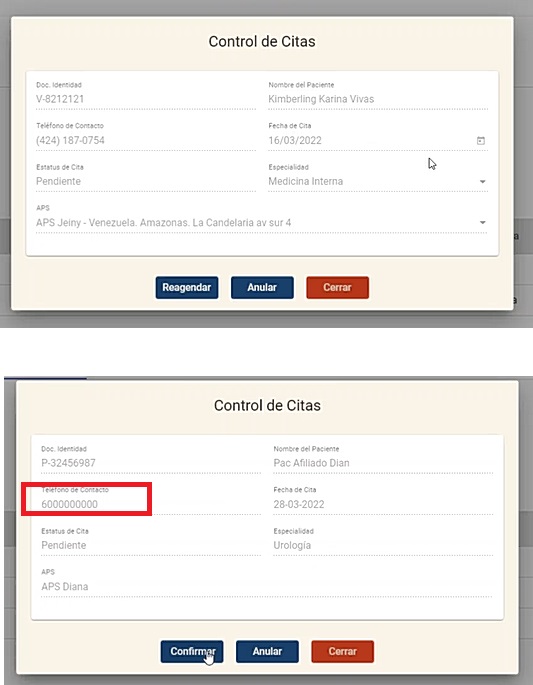 Control de Citas
Doc. Identidad
Nombre del Paciente
V-8212121
Kimberling Karina Vivas
Teléfono de Contacto
Fecha de Cita
(424) 187-0754
16/03/2022
Estatus de Cita
Especialidad
Pendiente
Medicina Interna
APS
APS Jeiny - Venezuela. Amazonas. La Candelaria av sur 4
a
a
Reagendar
Anular
Cerrar
Control de Citas
Doc. Identidad
Nombre del Paciente
P-32456987
Pac Afiliado Dian
Teléfono de Contacto
Fecha de Cita
6000000000
28-03-2022
Estatus de Cita
Especialidad
Pendiente
Urología
APS
APS Diana
Confirmar
Anular
Cerrar